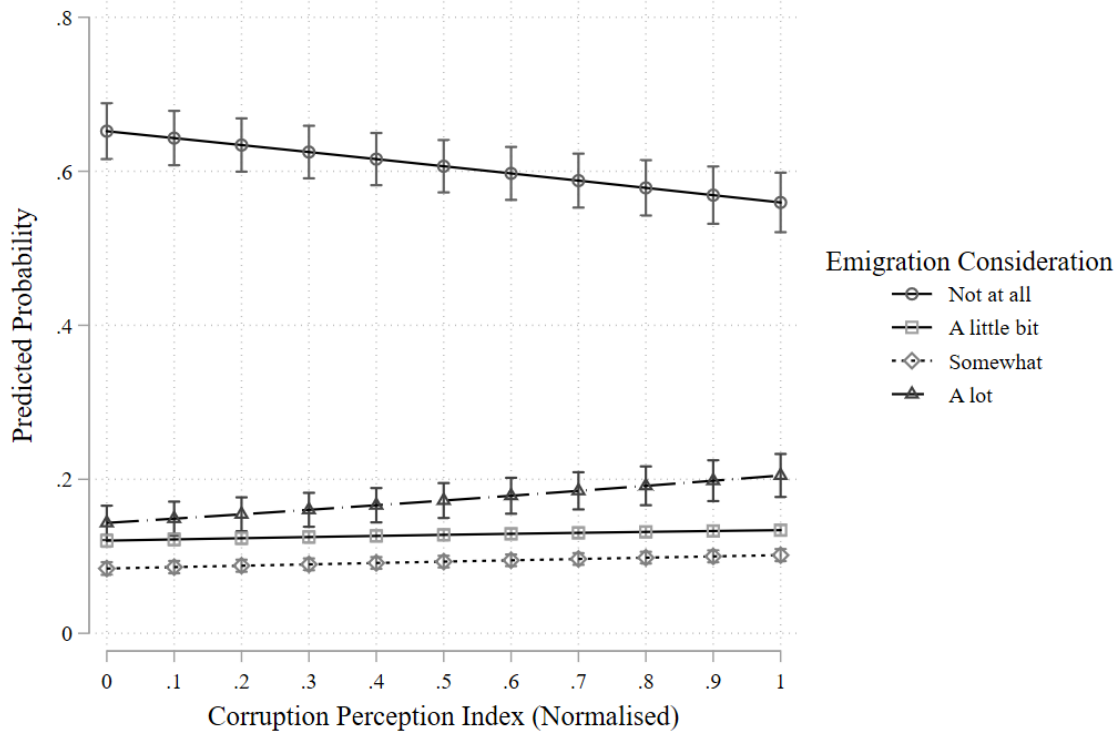 .8
.6
.4
.2
0
Predicted Probability
0 .1 .2 .3 .4 .5 .6 .7 .8 .9 1
Corruption Perception Index (Normalised)
Emigration Consideration
Not at all
A little bit
Somewhat
A lot